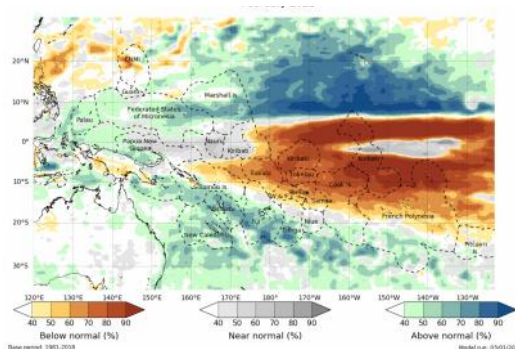 20°N
CNMI
Guam
Marshall Is
10°N
Federated States
of Micronesia
Palau
0°
Papua New
Guinea
Nauru
Kiribati
Kiribati
Kiribati
Solomon Is
Tuvalu
Tokelau
10°S
Cook Is
Samoa
French Polynesia
20°S
New Caledonia
Tonga
Niue
Pitcairn
Is
30°S
120°E 130°E 140°E 150°E 160°E 170°E 180° 170°W 160°W 150°W 140°W 130°W
40 50 60 70 80 90
40 50 60 70 80 90
40 50 60 70 80 90
Below normal (%)
Near normal (%)
Above normal (%)
Base period: 1981-2018